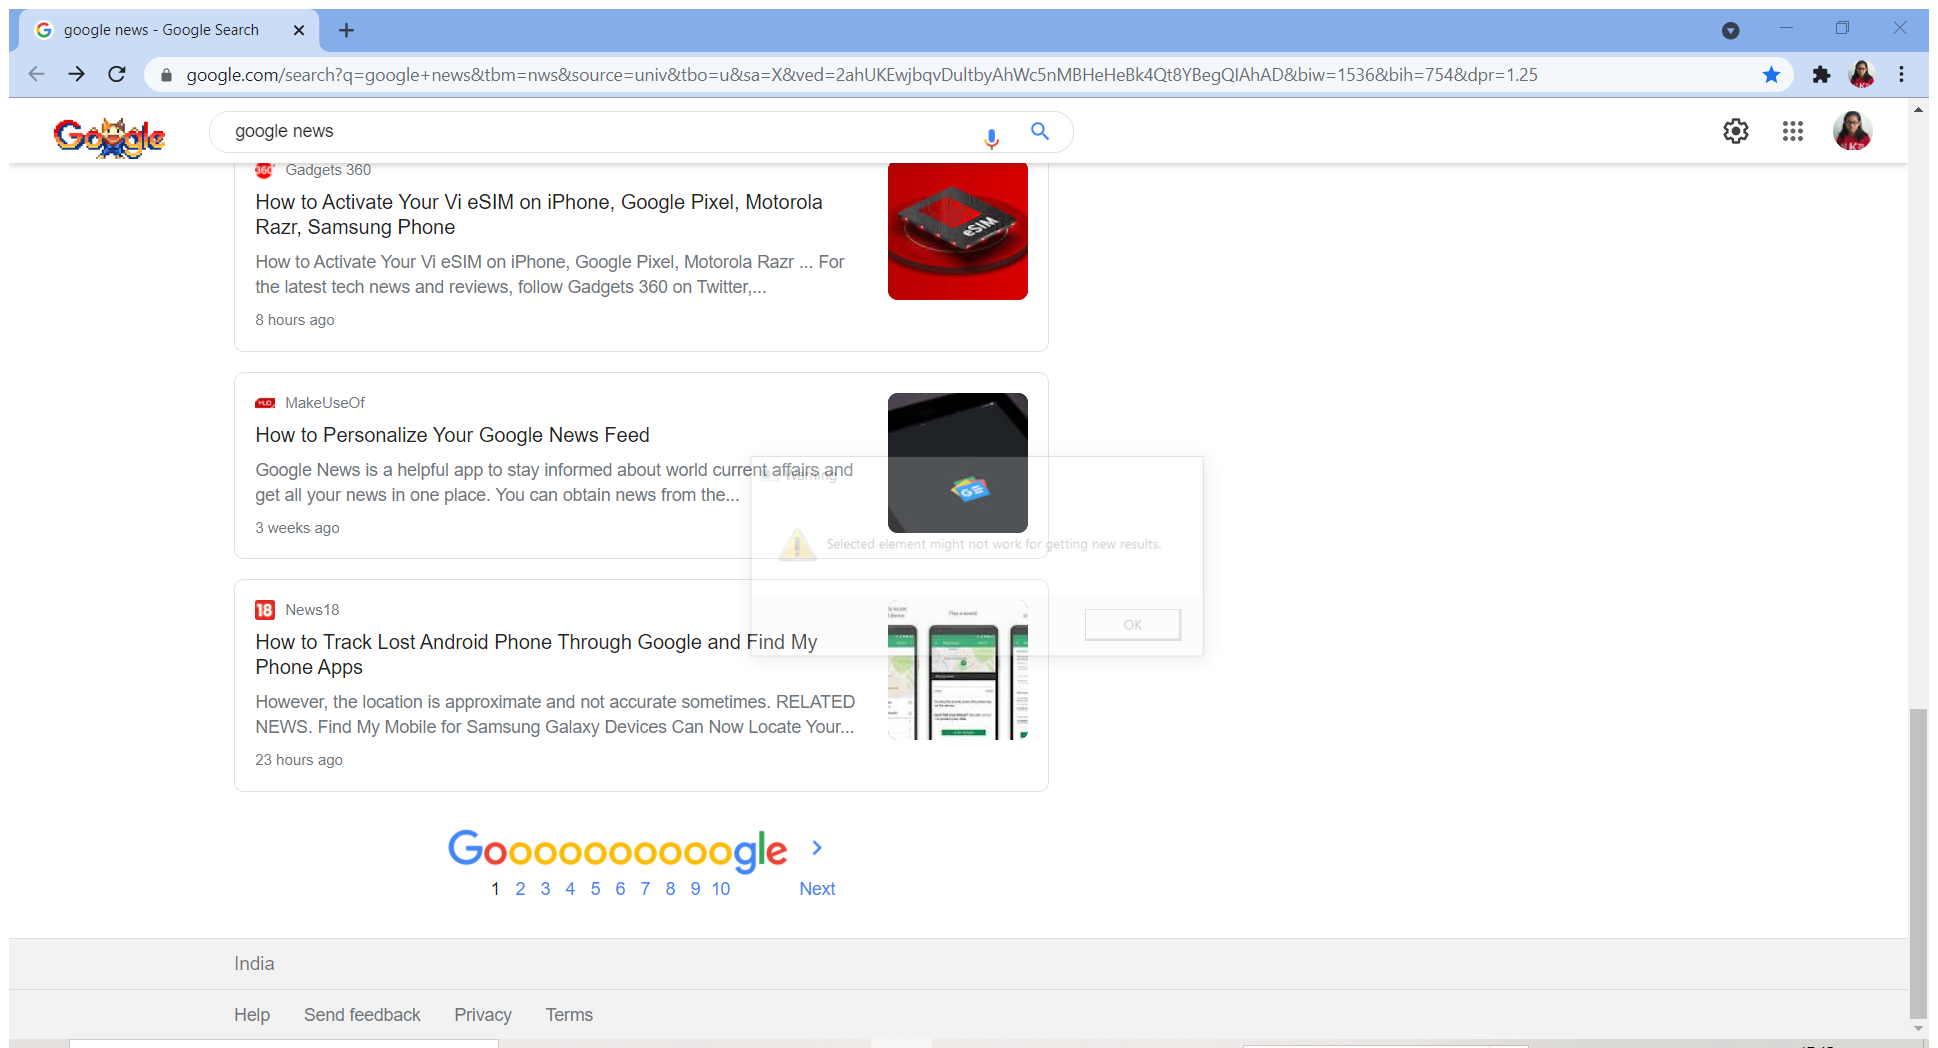 google news - Google Search
google.com/search?q=google+news&tbm=nws&source=univ&tbo=u&sa=X&ved=2ahUKEwjbqvDultbyAhWc5nMBHeHeBk4Qt8YBegQIAhAD&biw=1536&bih=754&dpr=1.25
Google
google news
360
Gadgets 360
How to Activate Your Vi eSIM on iPhone, Google Pixel, Motorola
Razr, Samsung Phone
How to Activate Your Vi eSIM on iPhone, Google Pixel, Motorola Razr ... For
the latest tech news and reviews, follow Gadgets 360 on Twitter,...
8 hours ago
eSIM
MUO
MakeUseOf
How to Personalize Your Google News Feed
Google News is a helpful app to stay informed about world current affairs and
get all your news in one place. You can obtain news from the...
3 weeks ago
Warning
Selected element might not work for getting new results.
OK
18
News18
How to Track Lost Android Phone Through Google and Find My
Phone Apps
However, the location is approximate and not accurate sometimes. RELATED
NEWS. Find My Mobile for Samsung Galaxy Devices Can Now Locate Your...
23 hours ago
Play a sound
Goooooooooogle
1 2 3 4 5 6 7 8 9 10 Next
India
Help Send feedback Privacy Terms